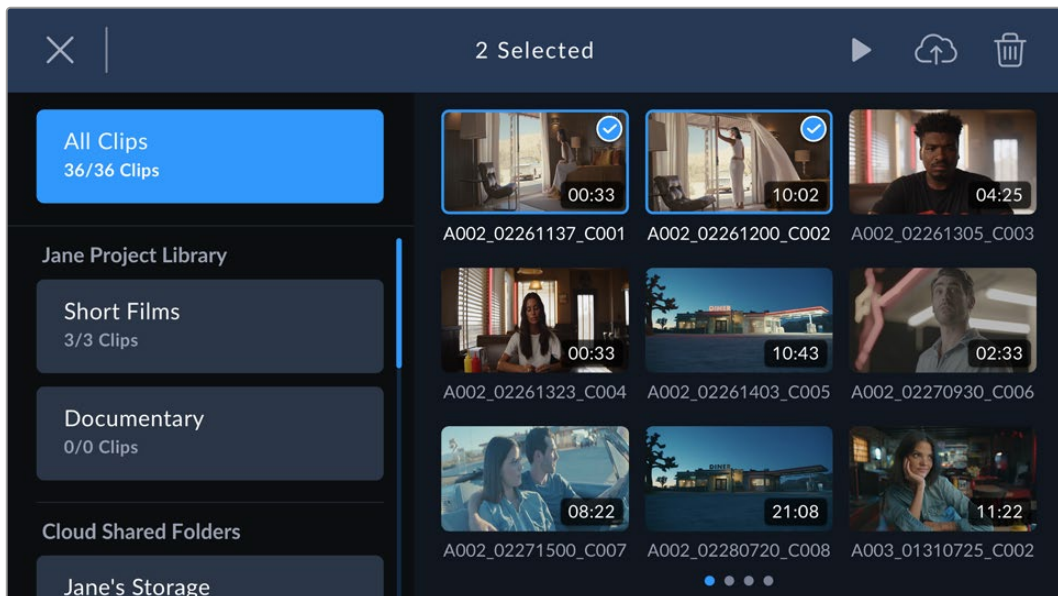 2 Selected
All Clips
36/36 Clips
Jane Project Library
Short Films
3/3 Clips
Documentary
0/0 Clips
Cloud Shared Folders
Jane's Storage
00:33
10:02
04:25
A002_02261137_C001
A002_02261200_C002
A002_02261305_C003
DINER
00:33
10:43
02:33
A002_02261323_C004
A002_02261403_C005
A002_02270930_C006
DINER
08:22
21:08
11:22
A002_02271500_C007
A002_02280720_C008
A003_01310725_C002